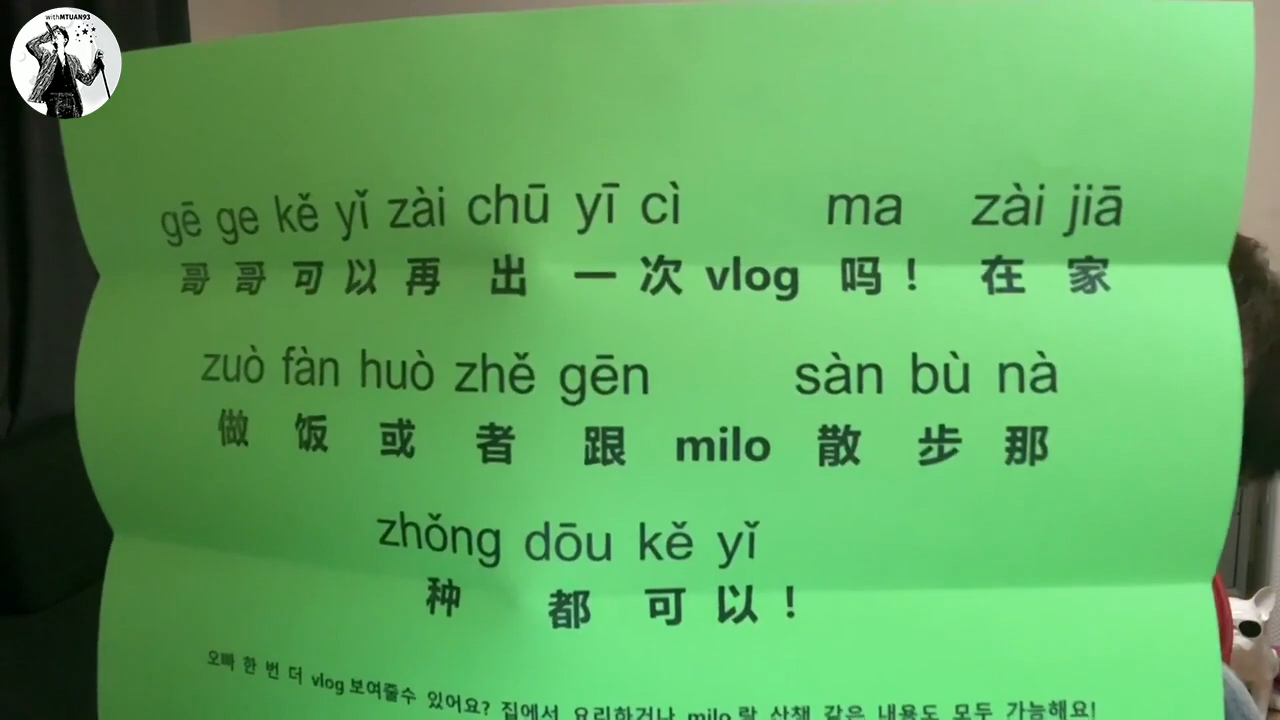 withMTUAN93
gē ge kě yǐ zài chū yī cì ma zài jiā
哥哥可以再出一次vlog吗！在家
zuò fàn huò zhě gēn sàn bù nà
做饭或者跟milo散步那
zhǒng dōu kě yǐ
种都可以！
오빠 한 번 더 vlog 보여줄수 있어요? 집에서 요리하거나 milo 랑 산책 같은 내용도 모두 가능해요!